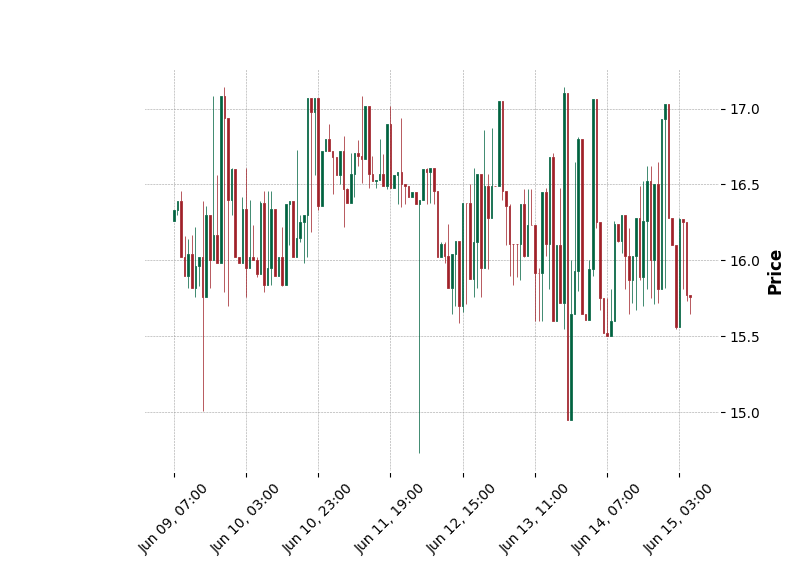 17.0
16.5
16.0
15.5
15.0
Price
Jun 09, 07:00
Jun 10, 03:00
Jun 10, 23:00
Jun 11, 19:00
Jun 12, 15:00
Jun 13, 11:00
Jun 14, 07:00
Jun 15, 03:00